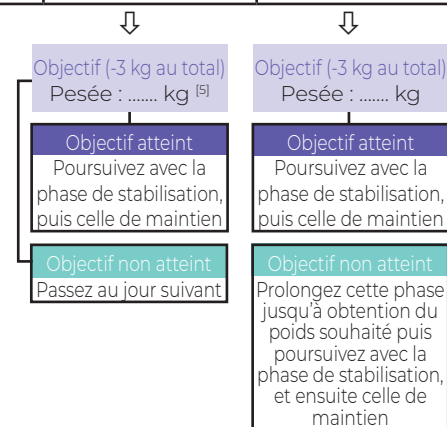 Objectif (-3 kg au total)
Pesée : ....... kg [5]
Objectif atteint
Poursuivez avec la
phase de stabilisation,
puis celle de maintien
Objectif non atteint
Passez au jour suivant
Objectif (-3 kg au total)
Pesée : ....... kg
Objectif atteint
Poursuivez avec la
phase de stabilisation,
puis celle de maintien
Objectif non atteint
Prolongez cette phase
jusqu'à obtention du
poids souhaité puis
poursuivez avec la
phase de stabilisation,
et ensuite celle de
maintien